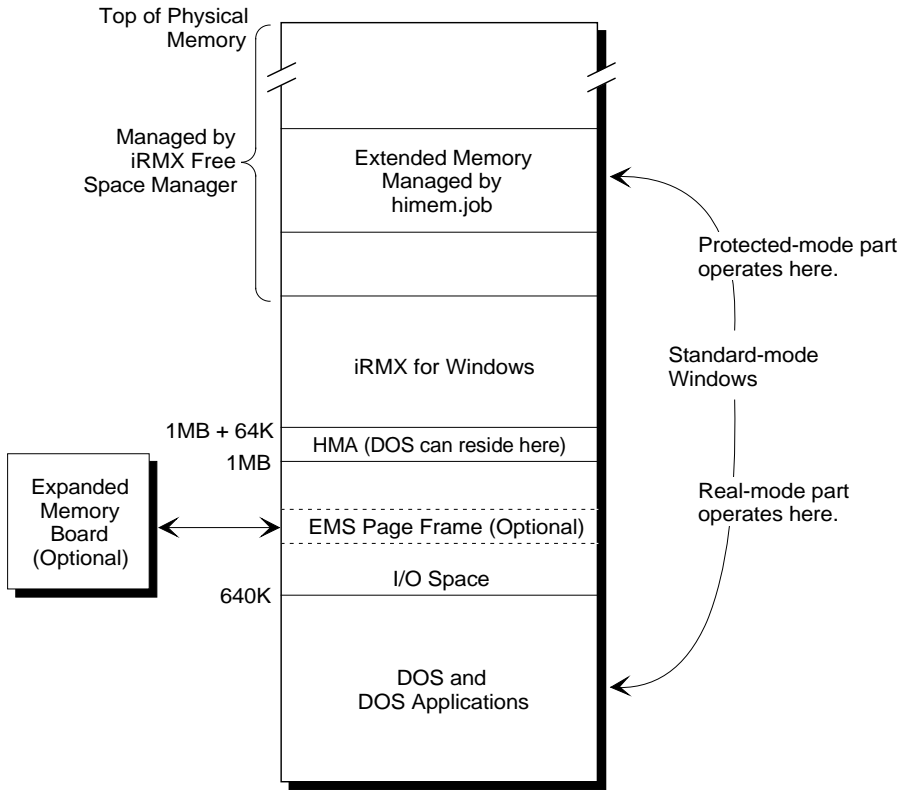 Top of Physical
Memory
Managed by
iRMX Free
Space Manager
Extended Memory
Managed by
himem.job
Protected-mode part
operates here.
iRMX for Windows
Standard-mode
Windows
1MB + 64K
HMA (DOS can reside here)
1MB
Expanded
Memory
Board
(Optional)
EMS Page Frame (Optional)
Real-mode part
operates here.
I/O Space
640K
DOS and
DOS Applications